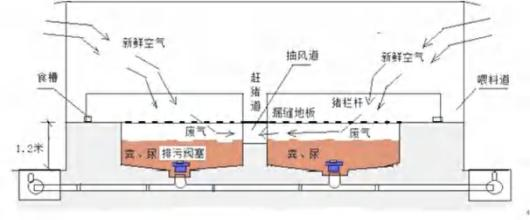 新鲜空气
抽风道
新鲜空气
食槽
赶猪道
猪栏杆
喂料道
漏缝地板
废气
废气
1.2米
粪、尿
排污阀塞
粪、尿